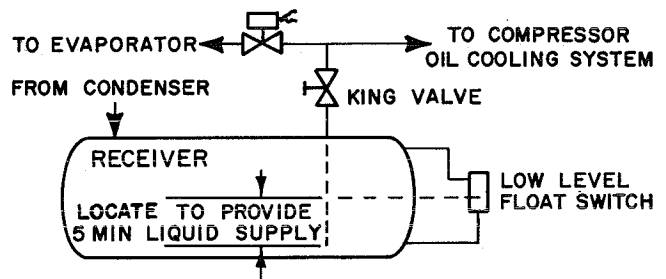 TO EVAPORATOR
TO COMPRESSOR
OIL COOLING SYSTEM
FROM CONDENSER
KING VALVE
RECEIVER
LOW LEVEL
FLOAT SWITCH
LOCATE TO PROVIDE
5 MIN LIQUID SUPPLY